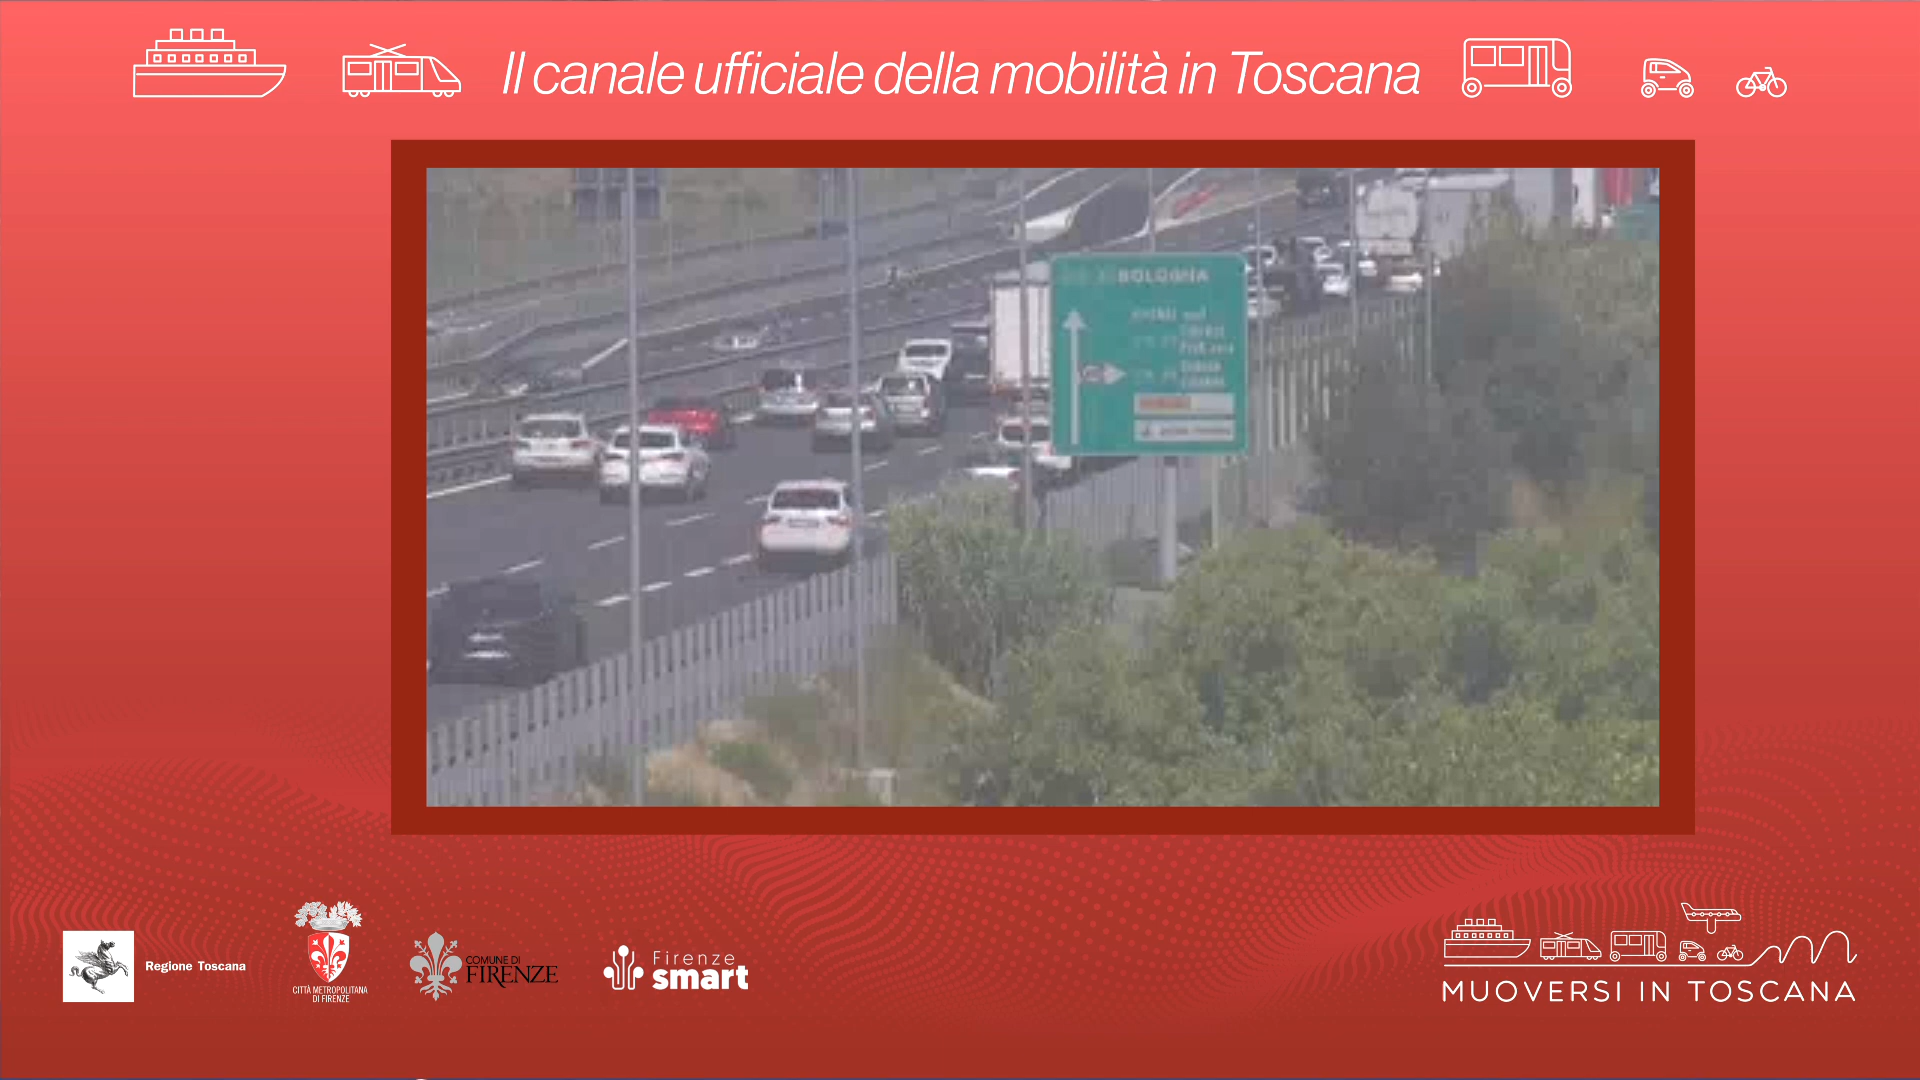 Il canale ufficiale della mobilità in Toscana
BOLOGNA
Regione Toscana
CITTÀ METROPOLITANA
DI FIRENZE
COMUNE DI
FIRENZE
Firenze
smart
MUOVERSI IN TOSCANA